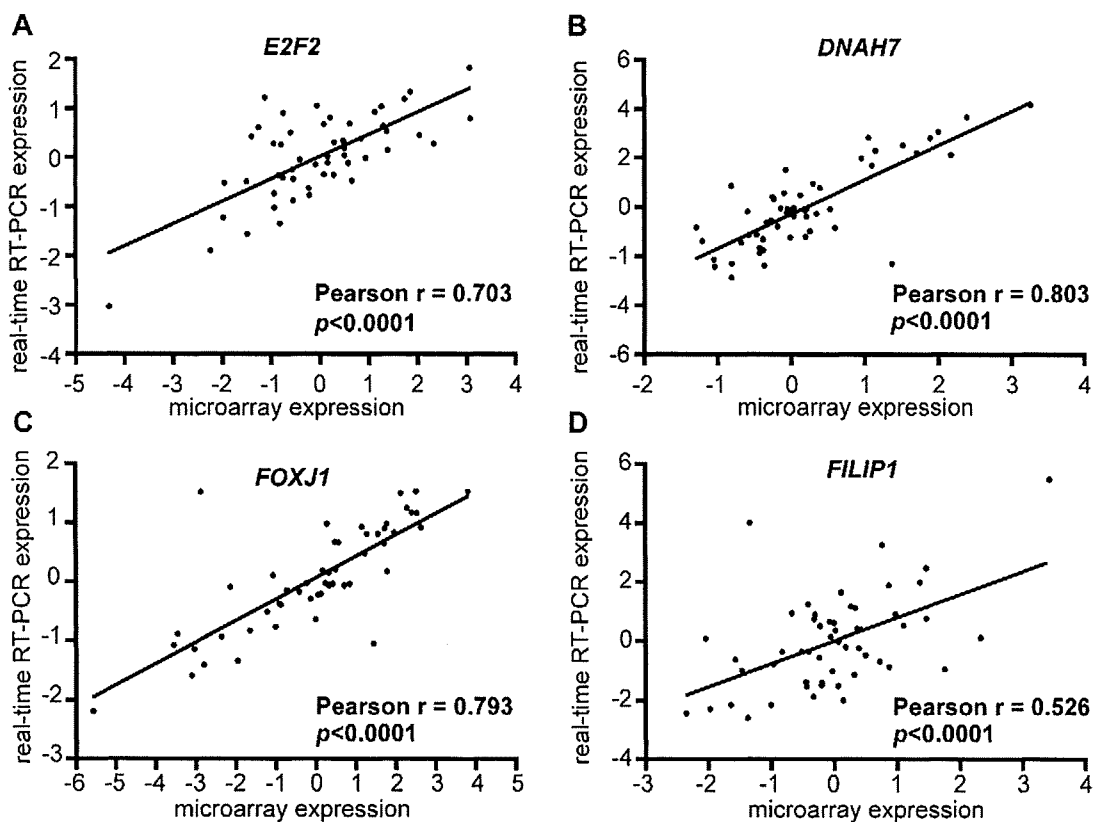 A
E2F2
real-time RT-PCR expression
2
1
0
-1
-2
-3
-4
Pearson r = 0.703
p<0.0001
-5 -4 -3 -2 -1 0 1 2 3 4
microarray expression
B
DNAH7
real-time RT-PCR expression
6
4
2
0
-1
-4
-6
Pearson r = 0.803
p<0.0001
-2 -1 0 1 2 3 4
microarray expression
C
FOXJ1
real-time RT-PCR expression
2
1
0
-1
-2
-3
Pearson r = 0.793
p<0.0001
-6 -5 -4 -3 -2 -1 0 1 2 3 4 5
microarray expression
D
FILIP1
real-time RT-PCR expression
6
4
2
0
-2
-4
Pearson r = 0.526
p<0.0001
-3 -2 -1 0 1 2 3 4
microarray expression